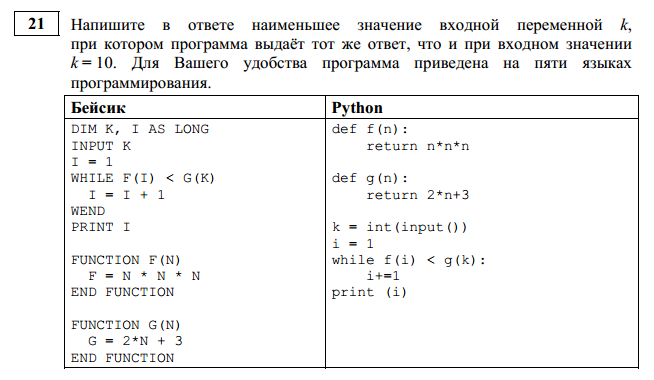 21 Напишите в ответе наименьшее значение входной переменной k,
при котором программа выдаёт тот же ответ, что и при входном значении
k = 10. Для Вашего удобства программа приведена на пяти языках
программирования.
Бейсик
DIM K, I AS LONG
INPUT K
I = 1
WHILE F(I) < G(K)
  I = I + 1
WEND
PRINT I

FUNCTION F(N)
  F = N * N * N
END FUNCTION

FUNCTION G(N)
  G = 2*N + 3
END FUNCTION
Python
def f(n):
    return n*n*n

def g(n):
    return 2*n+3

k = int(input())
i = 1
while f(i) < g(k):
    i+=1
print (i)